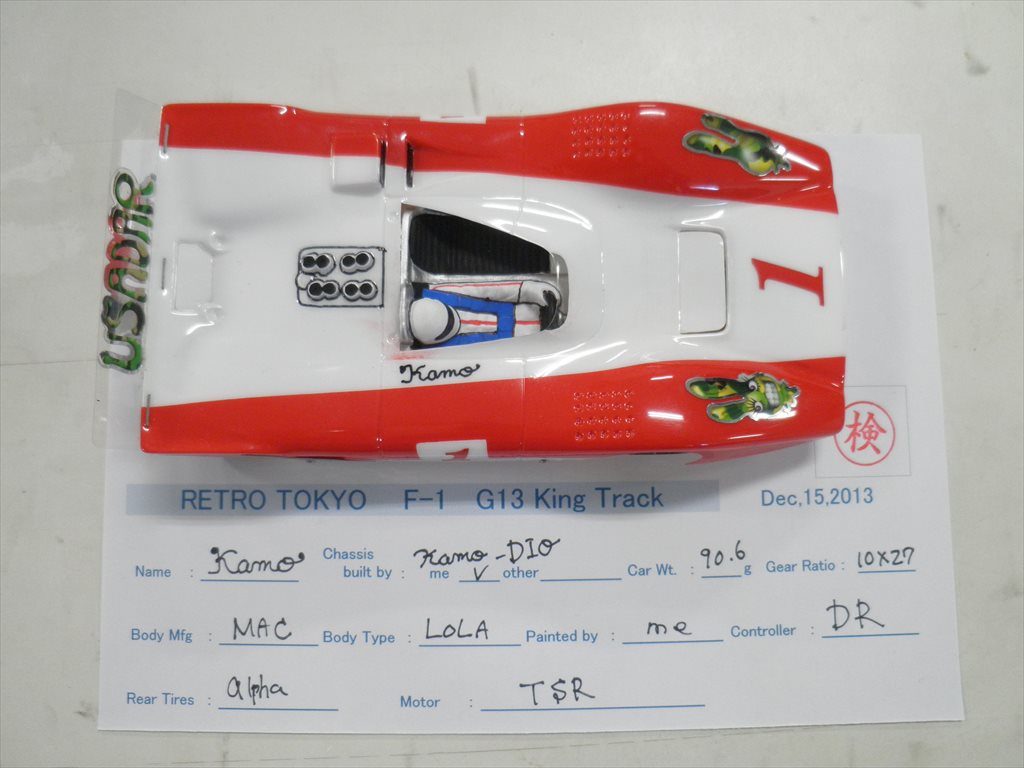 USADIR
1
Kamo
1
検
RETRO TOKYO F-1 G13 King Track Dec,15,2013
Name : Kamo Chassis built by : Kamo-DIO me V other Car Wt. : 90.6 g Gear Ratio : 10X27
Body Mfg : MAC Body Type : LOLA Painted by : me Controller : DR
Rear Tires : alpha Motor : TSR